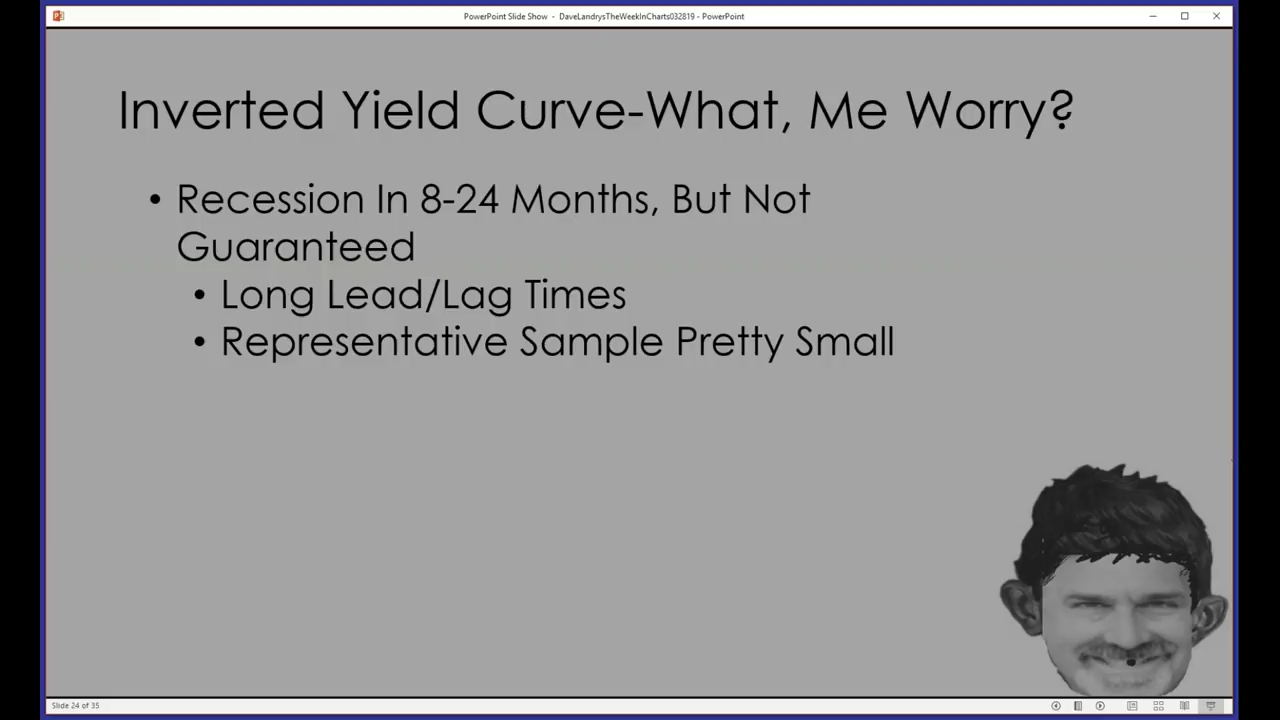 PowerPoint Slide Show - DaveLandrysTheWeekInCharts032819 - PowerPoint
Inverted Yield Curve-What, Me Worry?
• Recession In 8-24 Months, But Not
Guaranteed
• Long Lead/Lag Times
• Representative Sample Pretty Small
Slide 24 of 35